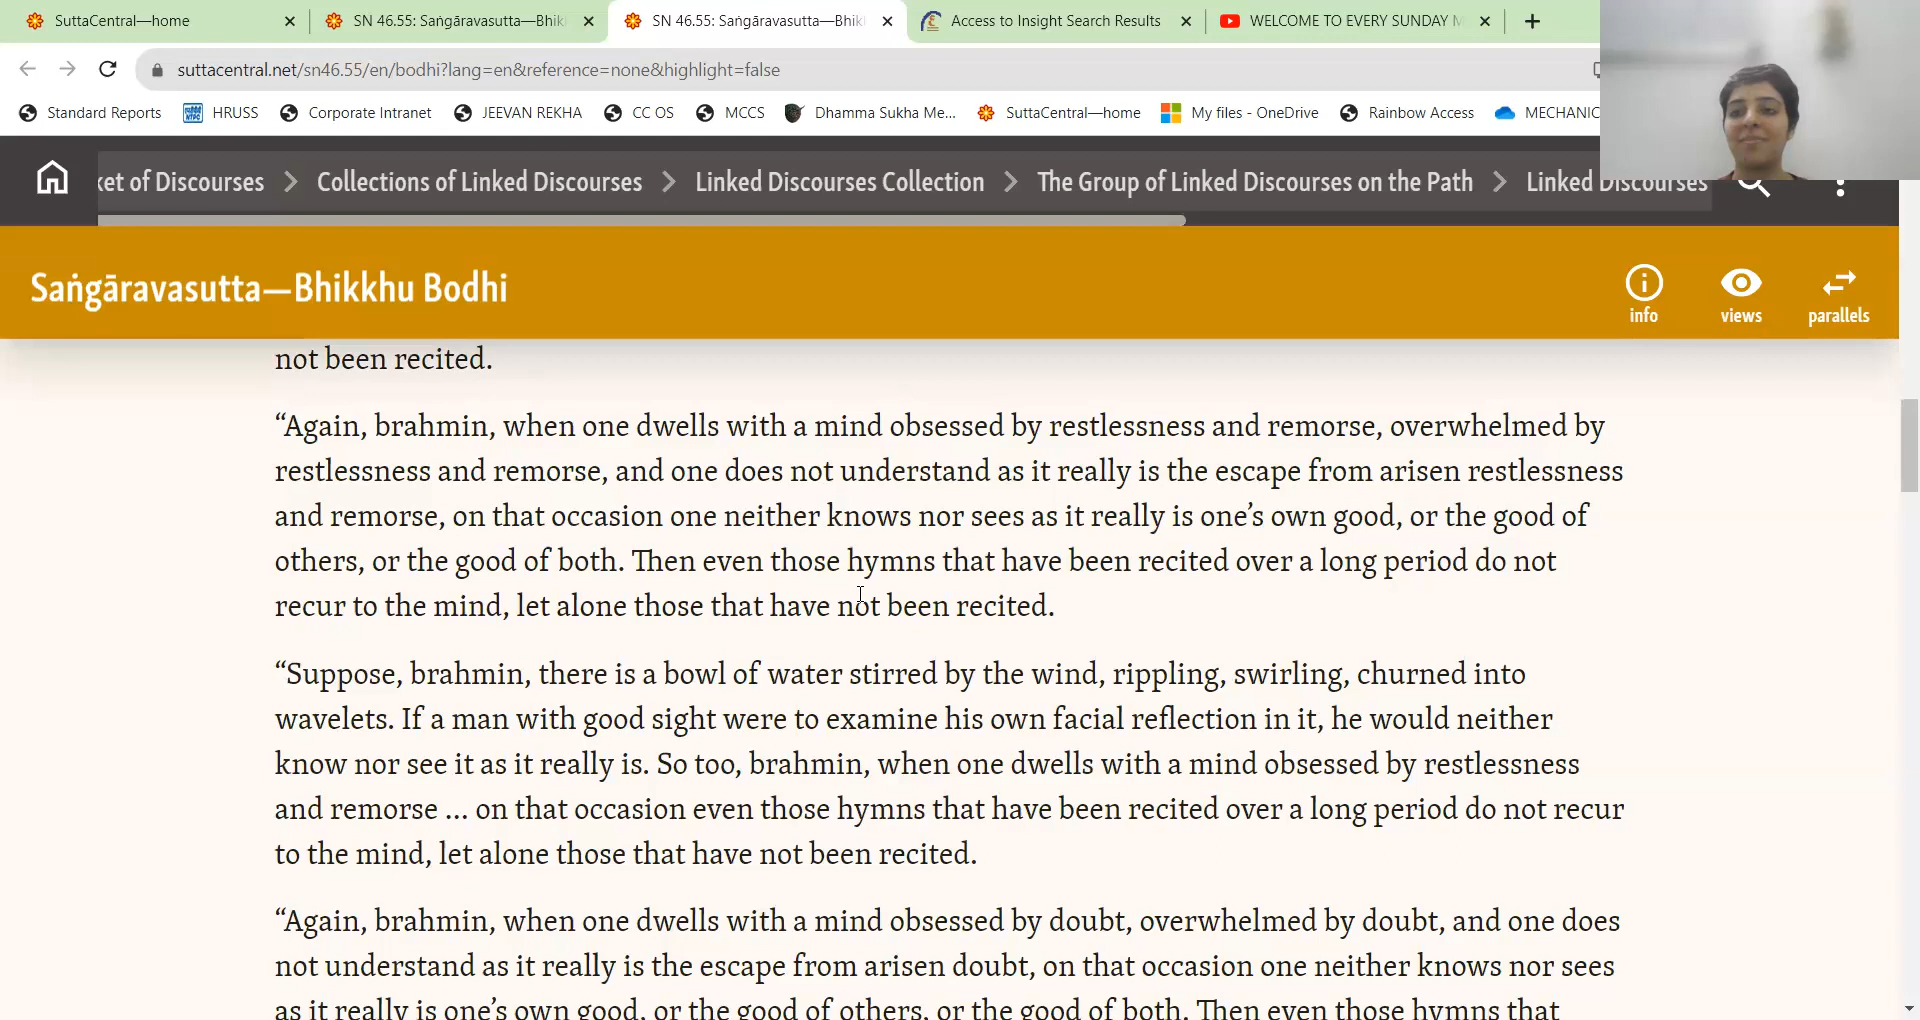 SuttaCentral—home
SN 46.55: Saṅgāravasutta—Bhik
SN 46.55: Saṅgāravasutta—Bhik
Access to Insight Search Results
WELCOME TO EVERY SUNDAY M
suttacentral.net/sn46.55/en/bodhi?lang=en&reference=none&highlight=false
Standard Reports HRUSS Corporate Intranet JEEVAN REKHA CC OS MCCS Dhamma Sukha Me... SuttaCentral—home My files - OneDrive Rainbow Access MECHANIC
ket of Discourses > Collections of Linked Discourses > Linked Discourses Collection > The Group of Linked Discourses on the Path > Linked Discourses
Saṅgāravasutta—Bhikkhu Bodhi
info views parallels
not been recited.
“Again, brahmin, when one dwells with a mind obsessed by restlessness and remorse, overwhelmed by
restlessness and remorse, and one does not understand as it really is the escape from arisen restlessness
and remorse, on that occasion one neither knows nor sees as it really is one’s own good, or the good of
others, or the good of both. Then even those hymns that have been recited over a long period do not
recur to the mind, let alone those that have not been recited.
“Suppose, brahmin, there is a bowl of water stirred by the wind, rippling, swirling, churned into
wavelets. If a man with good sight were to examine his own facial reflection in it, he would neither
know nor see it as it really is. So too, brahmin, when one dwells with a mind obsessed by restlessness
and remorse … on that occasion even those hymns that have been recited over a long period do not recur
to the mind, let alone those that have not been recited.
“Again, brahmin, when one dwells with a mind obsessed by doubt, overwhelmed by doubt, and one does
not understand as it really is the escape from arisen doubt, on that occasion one neither knows nor sees
as it really is one’s own good, or the good of others, or the good of both. Then even those hymns that